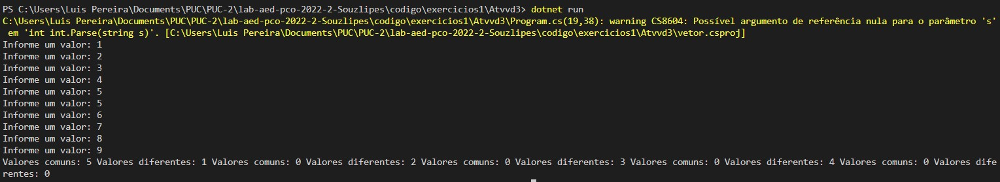 PS C:\Users\Luis Pereira\Documents\PUC\PUC-2\lab-aed-pco-2022-2-Souzlipes\codigo\exercicios1\Atvvd3> dotnet run
C:\Users\Luis Pereira\Documents\PUC\PUC-2\lab-aed-pco-2022-2-Souzlipes\codigo\exercicios1\Atvvd3\Program.cs(19,38): warning CS8604: Possível argumento de referência nula para o parâmetro 's'
 em 'int int.Parse(string s)'. [C:\Users\Luis Pereira\Documents\PUC\PUC-2\lab-aed-pco-2022-2-Souzlipes\codigo\exercicios1\Atvvd3\vetor.csproj]
Informe um valor: 1
Informe um valor: 2
Informe um valor: 3
Informe um valor: 4
Informe um valor: 5
Informe um valor: 5
Informe um valor: 6
Informe um valor: 7
Informe um valor: 8
Informe um valor: 9
Valores comuns: 5 Valores diferentes: 1 Valores comuns: 0 Valores diferentes: 2 Valores comuns: 0 Valores diferentes: 3 Valores comuns: 0 Valores diferentes: 4 Valores comuns: 0 Valores dife
rentes: 0